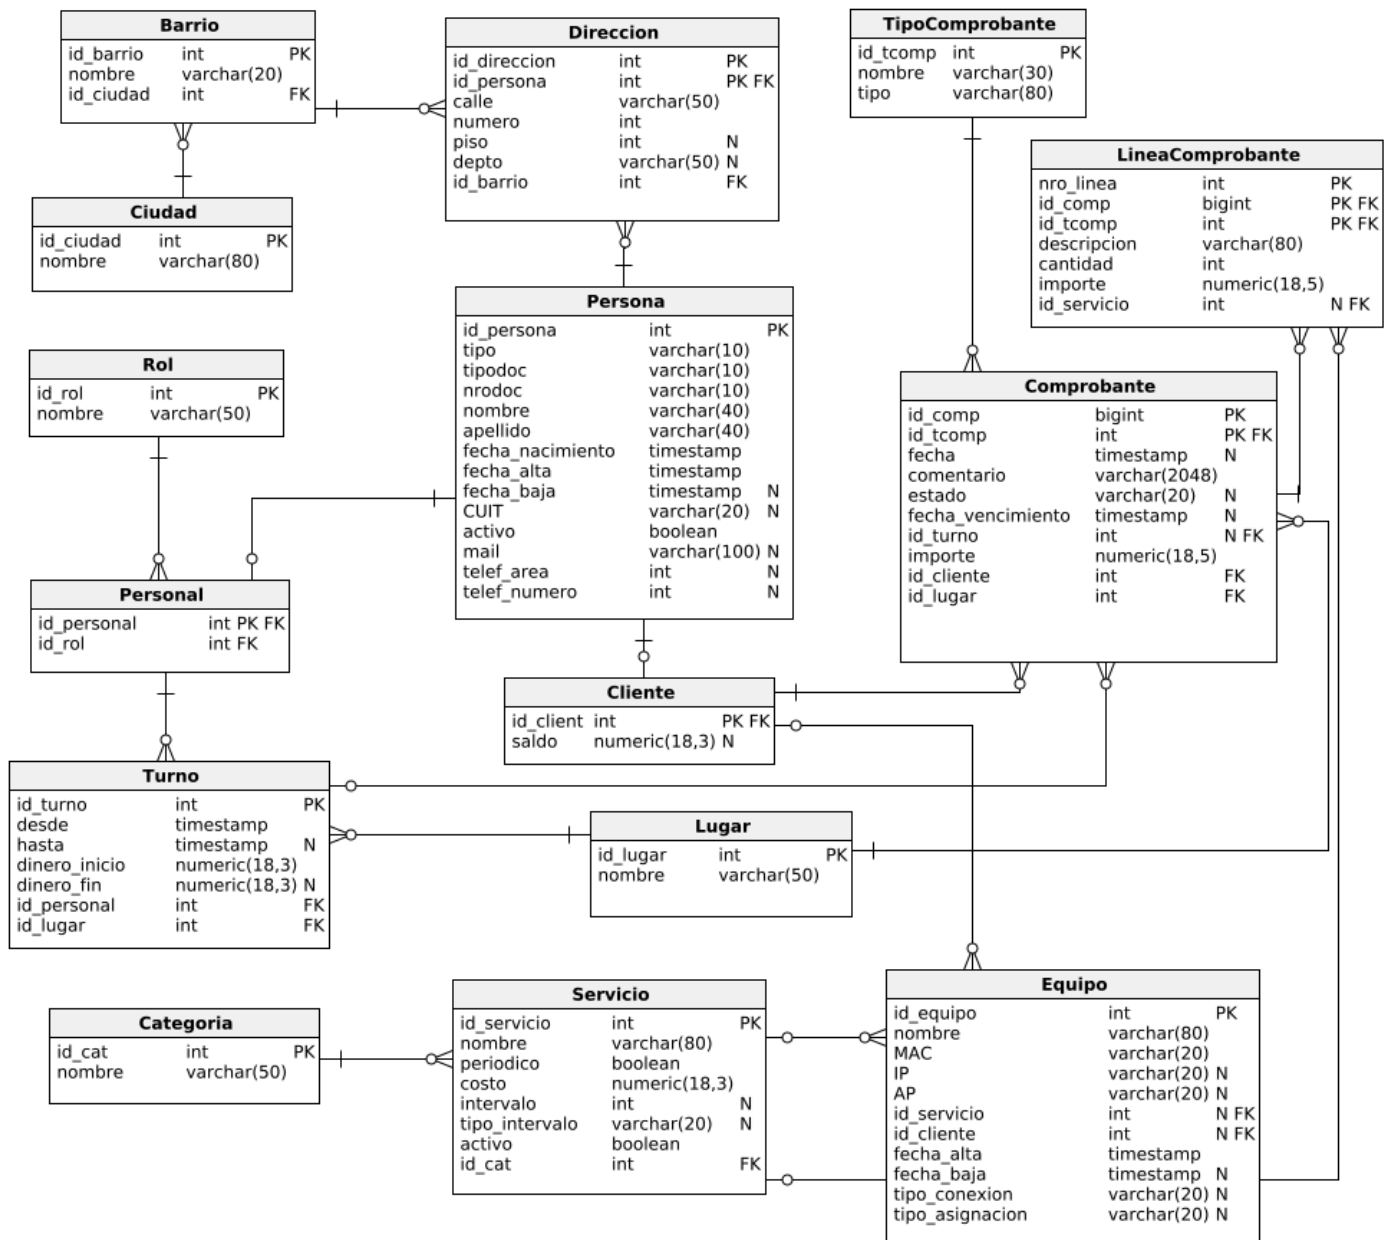 Barrio
id_barrio int PK
nombre varchar(20)
id_ciudad int FK
Direccion
id_direccion int PK
id_persona int PK FK
calle varchar(50)
numero int
piso int N
depto varchar(50) N
id_barrio int FK
TipoComprobante
id_tcomp int PK
nombre varchar(30)
tipo varchar(80)
LineaComprobante
nro_linea int PK
id_comp bigint PK FK
id_tcomp int PK FK
descripcion varchar(80)
cantidad int
importe numeric(18,5)
id_servicio int N FK
Ciudad
id_ciudad int PK
nombre varchar(80)
Persona
id_persona int PK
tipo varchar(10)
tipodoc varchar(10)
nrodoc varchar(10)
nombre varchar(40)
apellido varchar(40)
fecha_nacimiento timestamp
fecha_alta timestamp
fecha_baja timestamp N
CUIT varchar(20) N
activo boolean
mail varchar(100) N
telef_area int N
telef_numero int N
Rol
id_rol int PK
nombre varchar(50)
Comprobante
id_comp bigint PK
id_tcomp int PK FK
fecha timestamp N
comentario varchar(2048)
estado varchar(20) N
fecha_vencimiento timestamp N
id_turno int N FK
importe numeric(18,5)
id_cliente int FK
id_lugar int FK
Personal
id_personal int PK FK
id_rol int FK
Cliente
id_client int PK FK
saldo numeric(18,3) N
Turno
id_turno int PK
desde timestamp
hasta timestamp N
dinero_inicio numeric(18,3)
dinero_fin numeric(18,3) N
id_personal int FK
id_lugar int FK
Lugar
id_lugar int PK
nombre varchar(50)
Categoria
id_cat int PK
nombre varchar(50)
Servicio
id_servicio int PK
nombre varchar(80)
periodico boolean
costo numeric(18,3)
intervalo int N
tipo_intervalo varchar(20) N
activo boolean
id_cat int FK
Equipo
id_equipo int PK
nombre varchar(80)
MAC varchar(20)
IP varchar(20) N
AP varchar(20) N
id_servicio int N FK
id_cliente int N FK
fecha_alta timestamp
fecha_baja timestamp N
tipo_conexion varchar(20) N
tipo_asignacion varchar(20) N